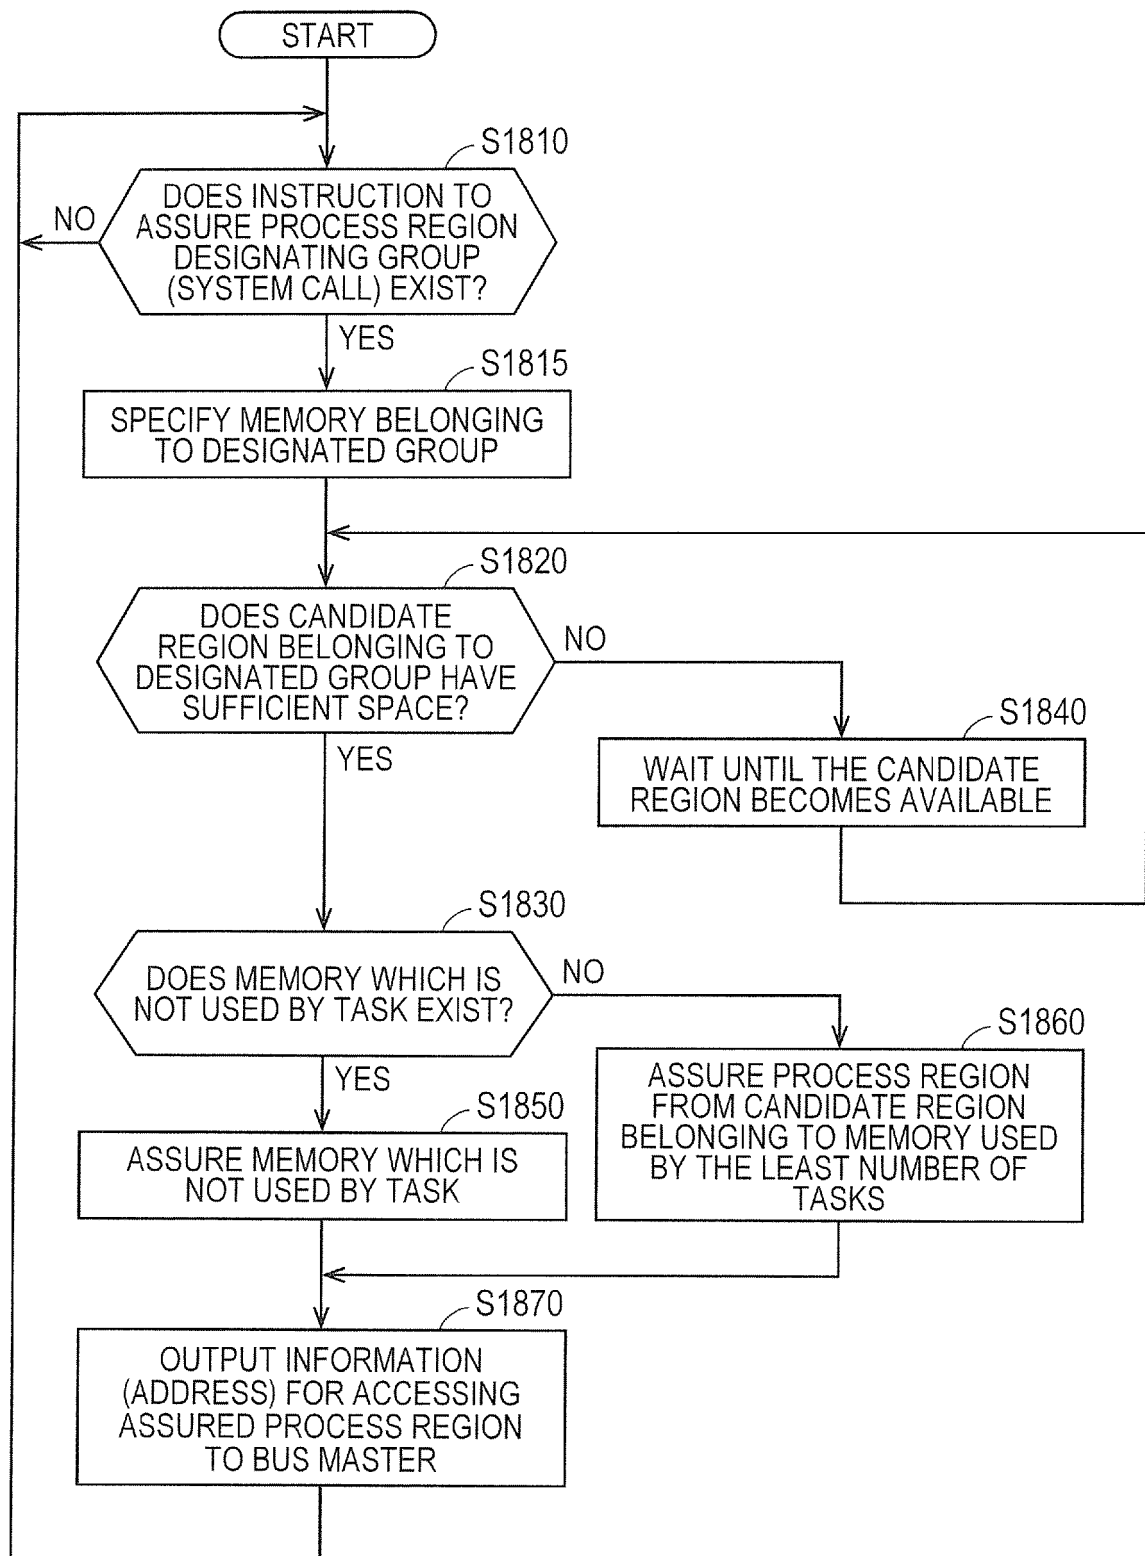 START
S1810
DOES INSTRUCTION TO
ASSURE PROCESS REGION
DESIGNATING GROUP
(SYSTEM CALL) EXIST?
NO
YES
S1815
SPECIFY MEMORY BELONGING
TO DESIGNATED GROUP
S1820
DOES CANDIDATE
REGION BELONGING TO
DESIGNATED GROUP HAVE
SUFFICIENT SPACE?
NO
YES
S1840
WAIT UNTIL THE CANDIDATE
REGION BECOMES AVAILABLE
S1830
DOES MEMORY WHICH IS
NOT USED BY TASK EXIST?
NO
YES
S1860
ASSURE PROCESS REGION
FROM CANDIDATE REGION
BELONGING TO MEMORY USED
BY THE LEAST NUMBER OF
TASKS
S1850
ASSURE MEMORY WHICH IS
NOT USED BY TASK
S1870
OUTPUT INFORMATION
(ADDRESS) FOR ACCESSING
ASSURED PROCESS REGION
TO BUS MASTER